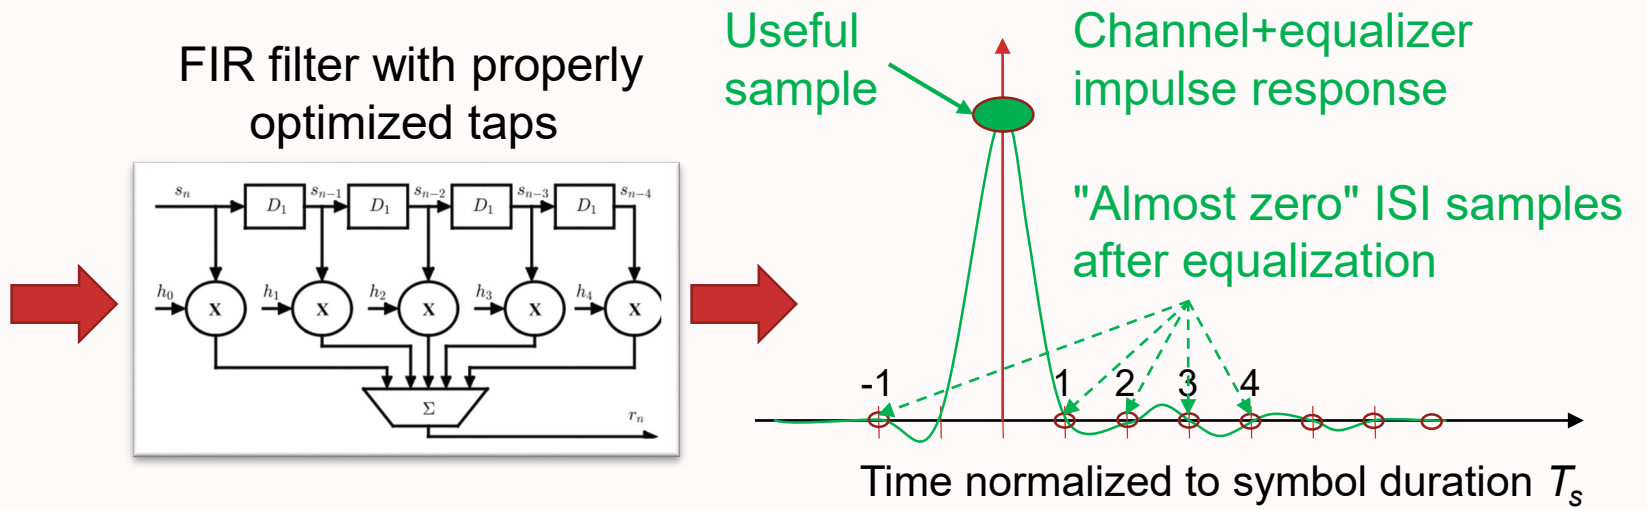 FIR filter with properly
optimized taps
s_n
D_1
s_{n-1}
D_1
s_{n-2}
D_1
s_{n-3}
D_1
s_{n-4}
h_0
X
h_1
X
h_2
X
h_3
X
h_4
X
Σ
r_n
Useful
sample
Channel+equalizer
impulse response
"Almost zero" ISI samples
after equalization
-1 1 2 3 4
Time normalized to symbol duration T_s